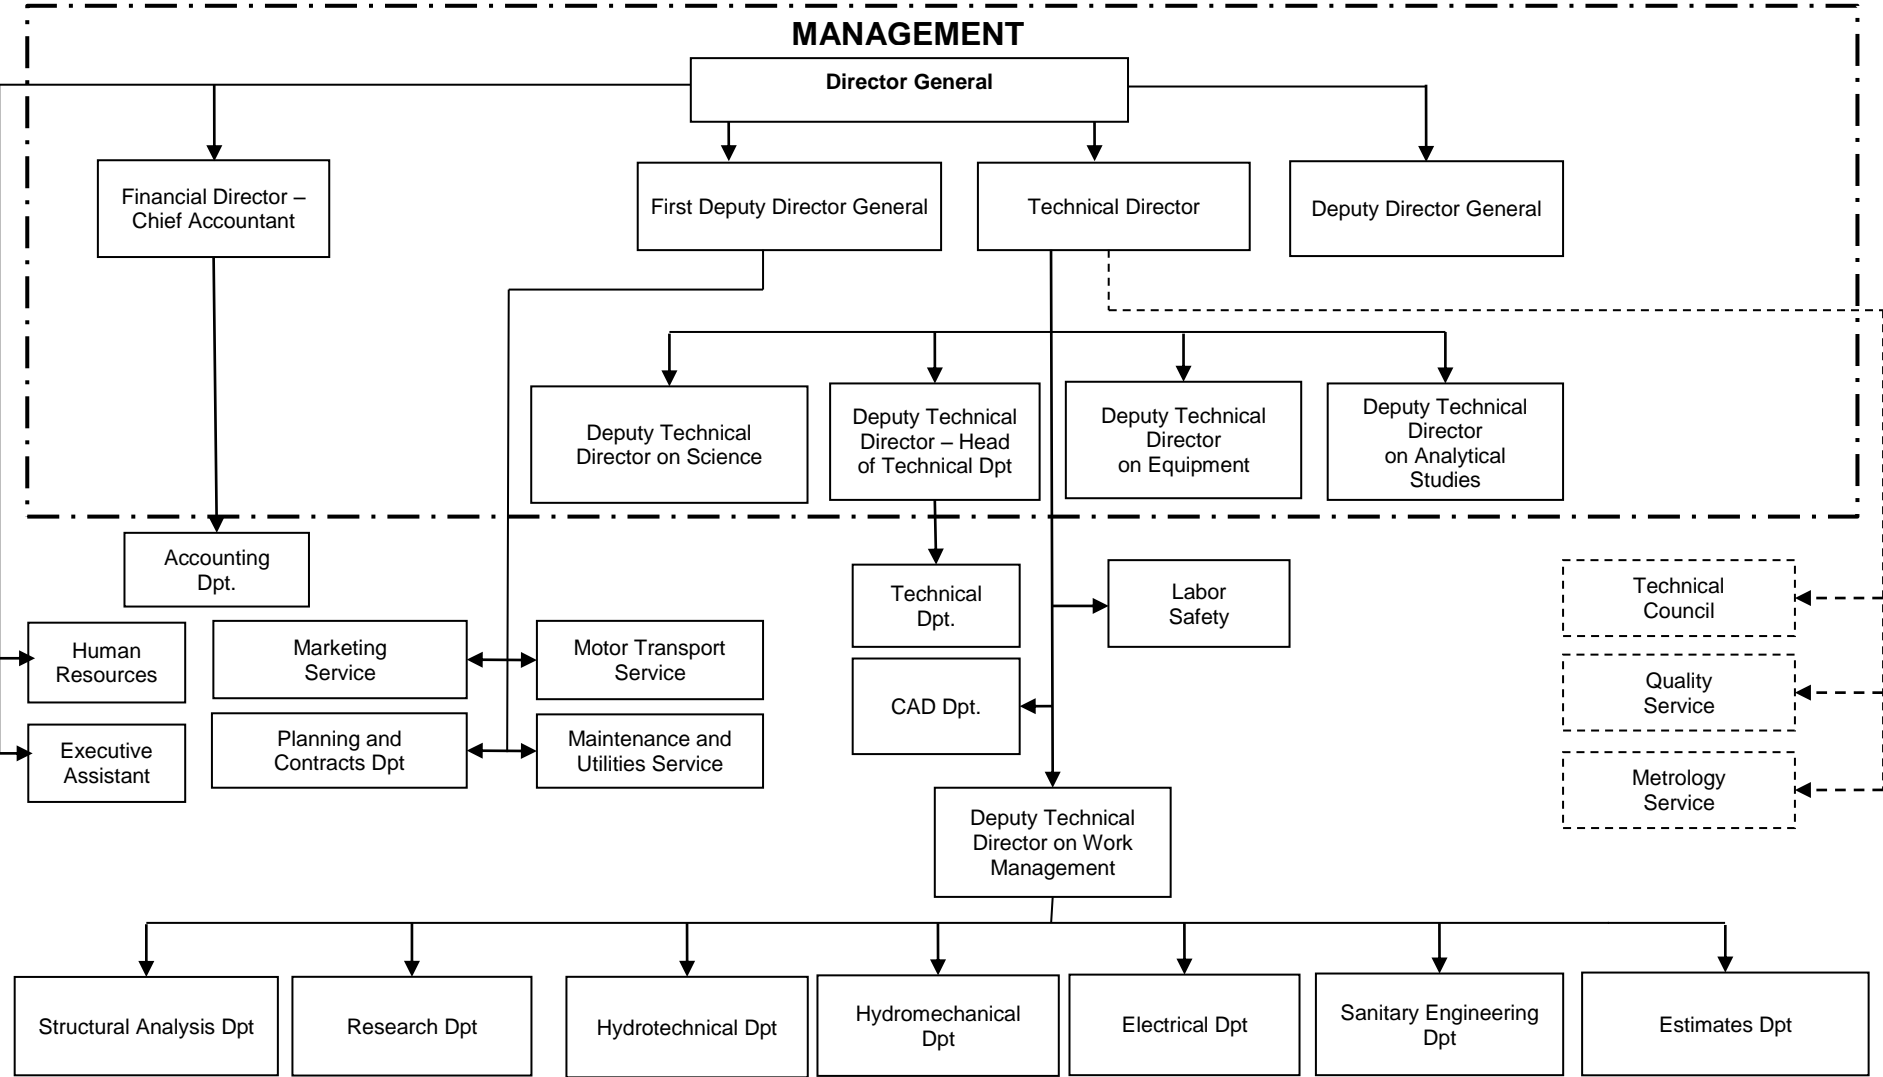 MANAGEMENT
Director General
Financial Director –
Chief Accountant
First Deputy Director General
Technical Director
Deputy Director General
Deputy Technical
Director on Science
Deputy Technical
Director – Head
of Technical Dpt
Deputy Technical
Director
on Equipment
Deputy Technical
Director
on Analytical
Studies
Accounting
Dpt.
Technical
Dpt.
Labor
Safety
Technical
Council
Human
Resources
Marketing
Service
Motor Transport
Service
CAD Dpt.
Quality
Service
Executive
Assistant
Planning and
Contracts Dpt
Maintenance and
Utilities Service
Metrology
Service
Deputy Technical
Director on Work
Management
Structural Analysis Dpt
Research Dpt
Hydrotechnical Dpt
Hydromechanical
Dpt
Electrical Dpt
Sanitary Engineering
Dpt
Estimates Dpt